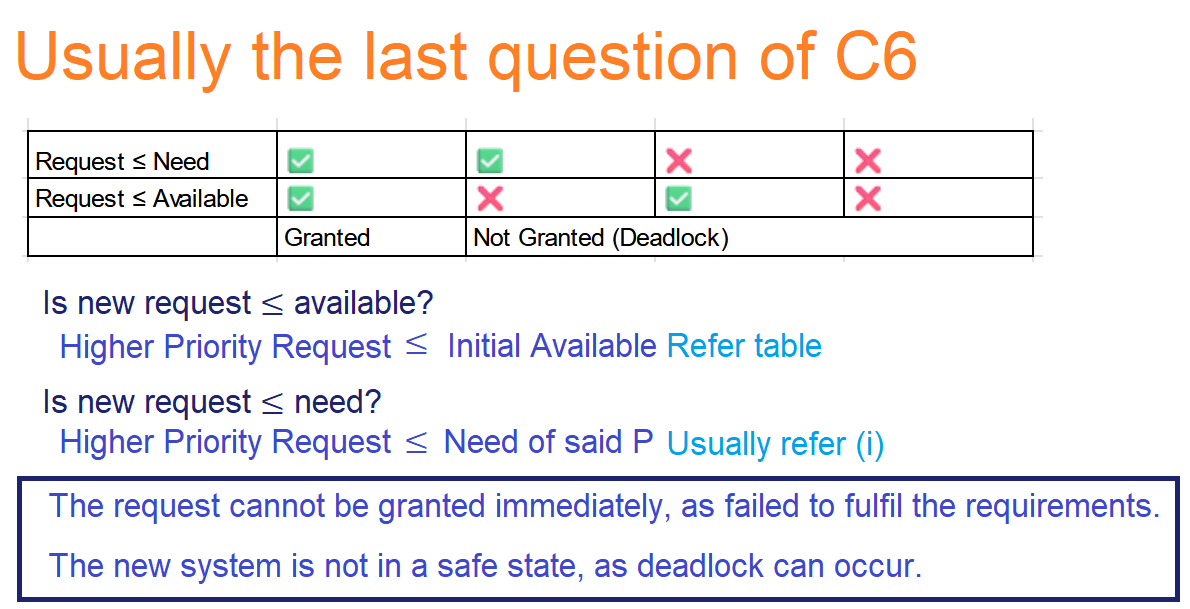 Usually the last question of C6
Request ≤ Need ✅ ✅ ❌ ❌
Request ≤ Available ✅ ❌ ✅ ❌
Granted Not Granted (Deadlock)
Is new request ≤ available?
Higher Priority Request ≤ Initial Available Refer table
Is new request ≤ need?
Higher Priority Request ≤ Need of said P Usually refer (i)
The request cannot be granted immediately, as failed to fulfil the requirements.
The new system is not in a safe state, as deadlock can occur.